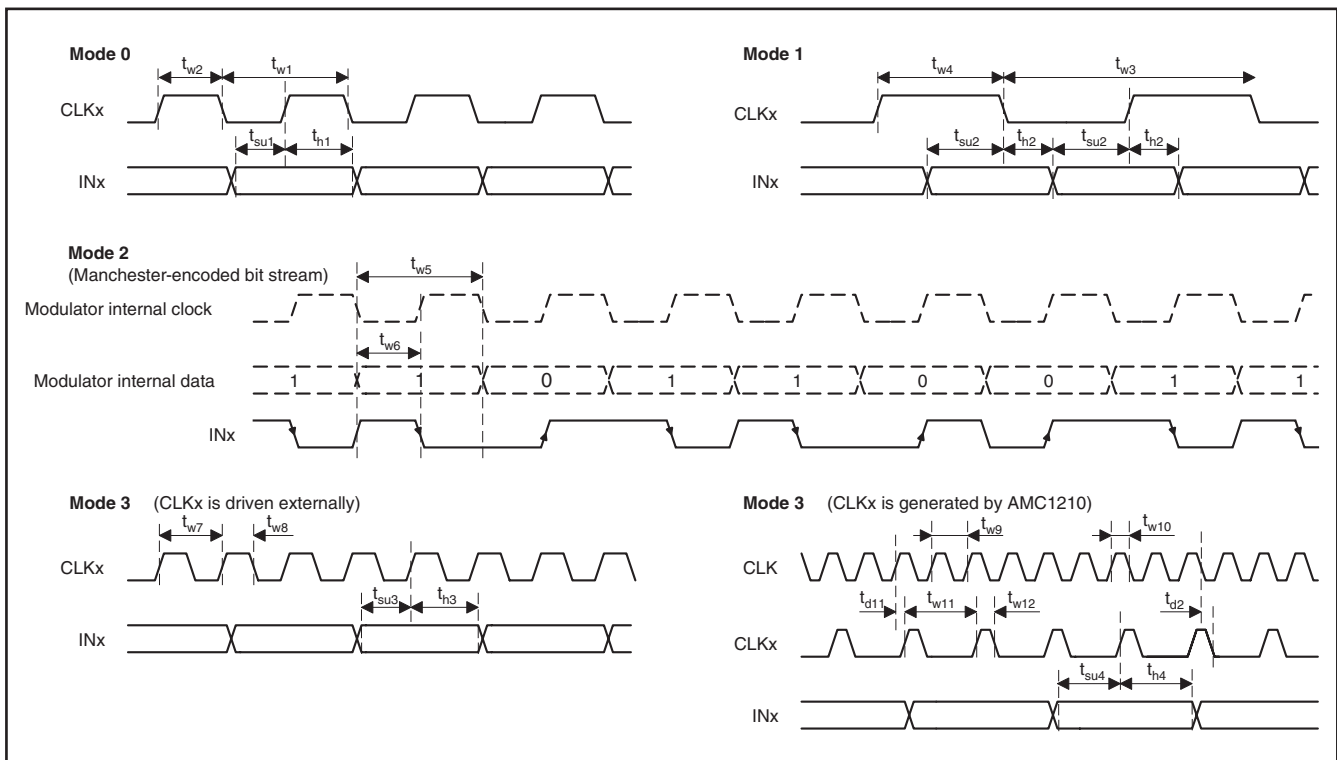 Mode 0
tw2
tw1
CLKx
tsu1
th1
INx
Mode 1
tw4
tw3
CLKx
tsu2
th2
tsu2
th2
INx
Mode 2
(Manchester-encoded bit stream)
tw5
Modulator internal clock
tw6
Modulator internal data
1 1 0 1 1 0 0 1 1
INx
Mode 3 (CLKx is driven externally)
tw7
tw8
CLKx
tsu3
th3
INx
Mode 3 (CLKx is generated by AMC1210)
tw9
tw10
CLK
td11
tw11
tw12
td2
CLKx
tsu4
th4
INx